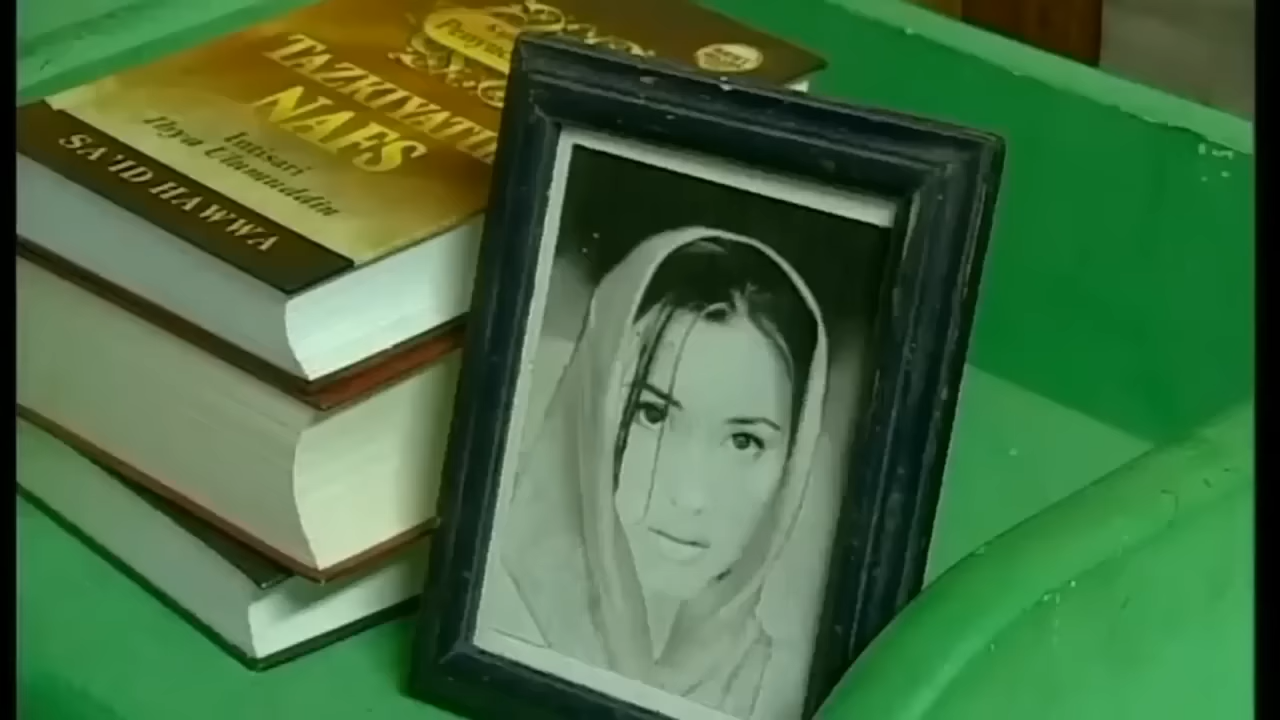 TAZKIYATUN
NAFS
Intisari
Ihya Ulumuddin
SA'ID HAWWA